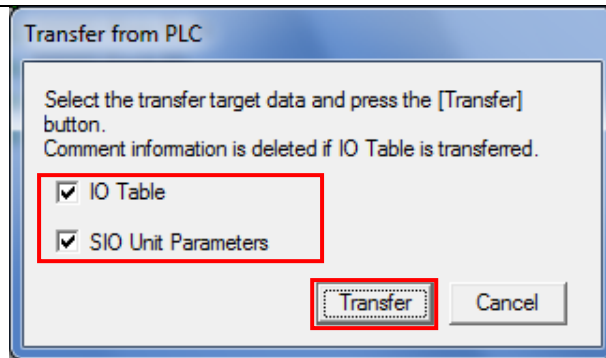 Transfer from PLC
Select the transfer target data and press the [Transfer]
button.
Comment information is deleted if IO Table is transferred.
IO Table
SIO Unit Parameters
Transfer
Cancel